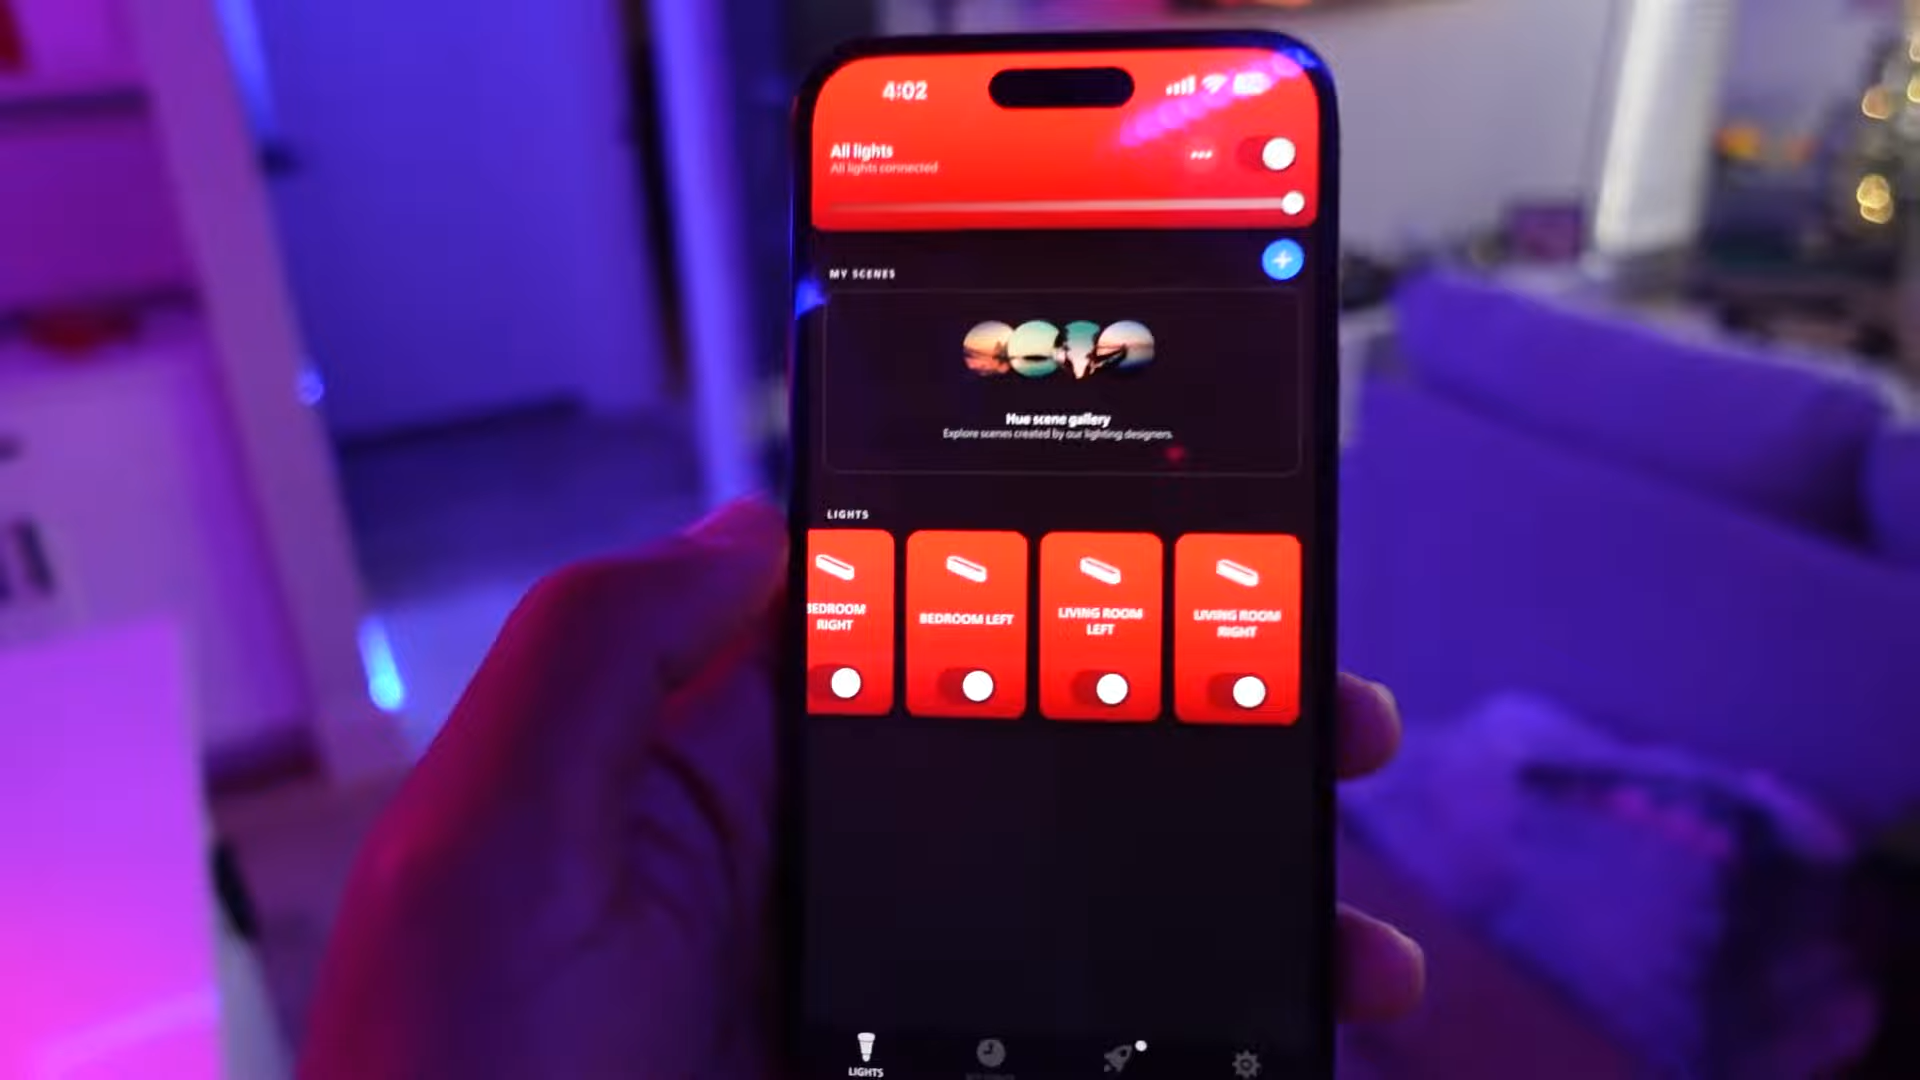 4:02
All lights
All lights connected
MY SCENES
Hue scene gallery
Explore scenes created by our lighting designers.
LIGHTS
BEDROOM
RIGHT
BEDROOM LEFT
LIVING ROOM
LEFT
LIVING ROOM
RIGHT
LIGHTS